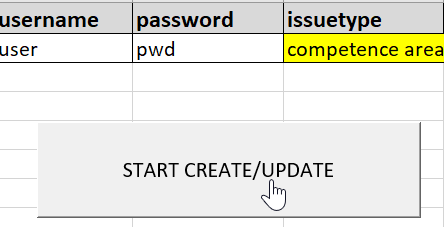 username password issuetype
user pwd competence area
START CREATE/UPDATE